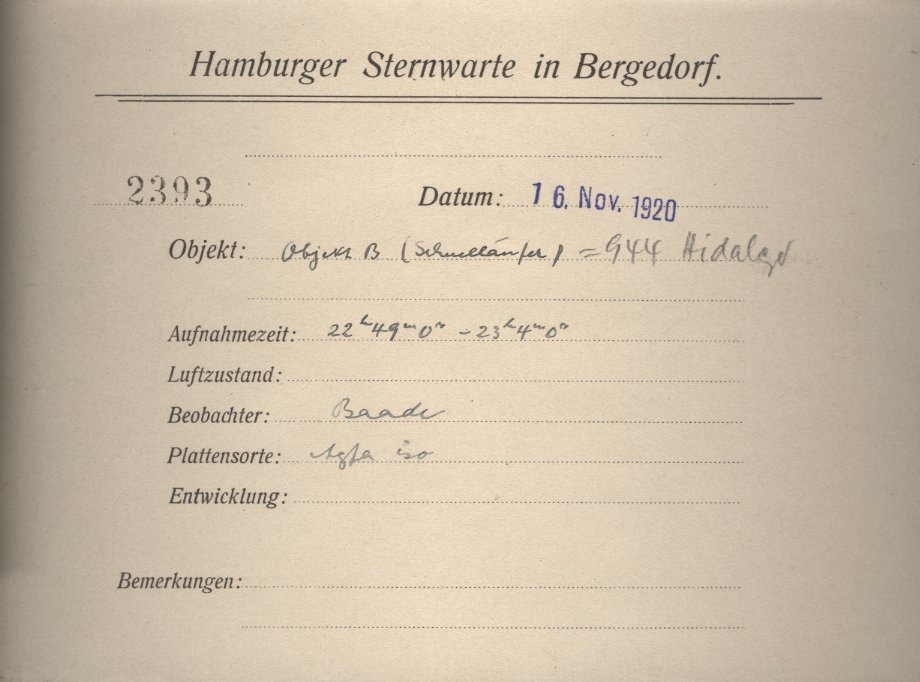 Hamburger Sternwarte in Bergedorf.
2393 Datum: 16. Nov. 1920
Objekt: Objekt B (Schnelläufer) = 944 Hidalgo
Aufnahmezeit: 22ʰ49ᵐ0ˢ – 23ʰ4ᵐ0ˢ
Luftzustand:
Beobachter: Baade
Plattensorte: Agfa iso
Entwicklung:
Bemerkungen: